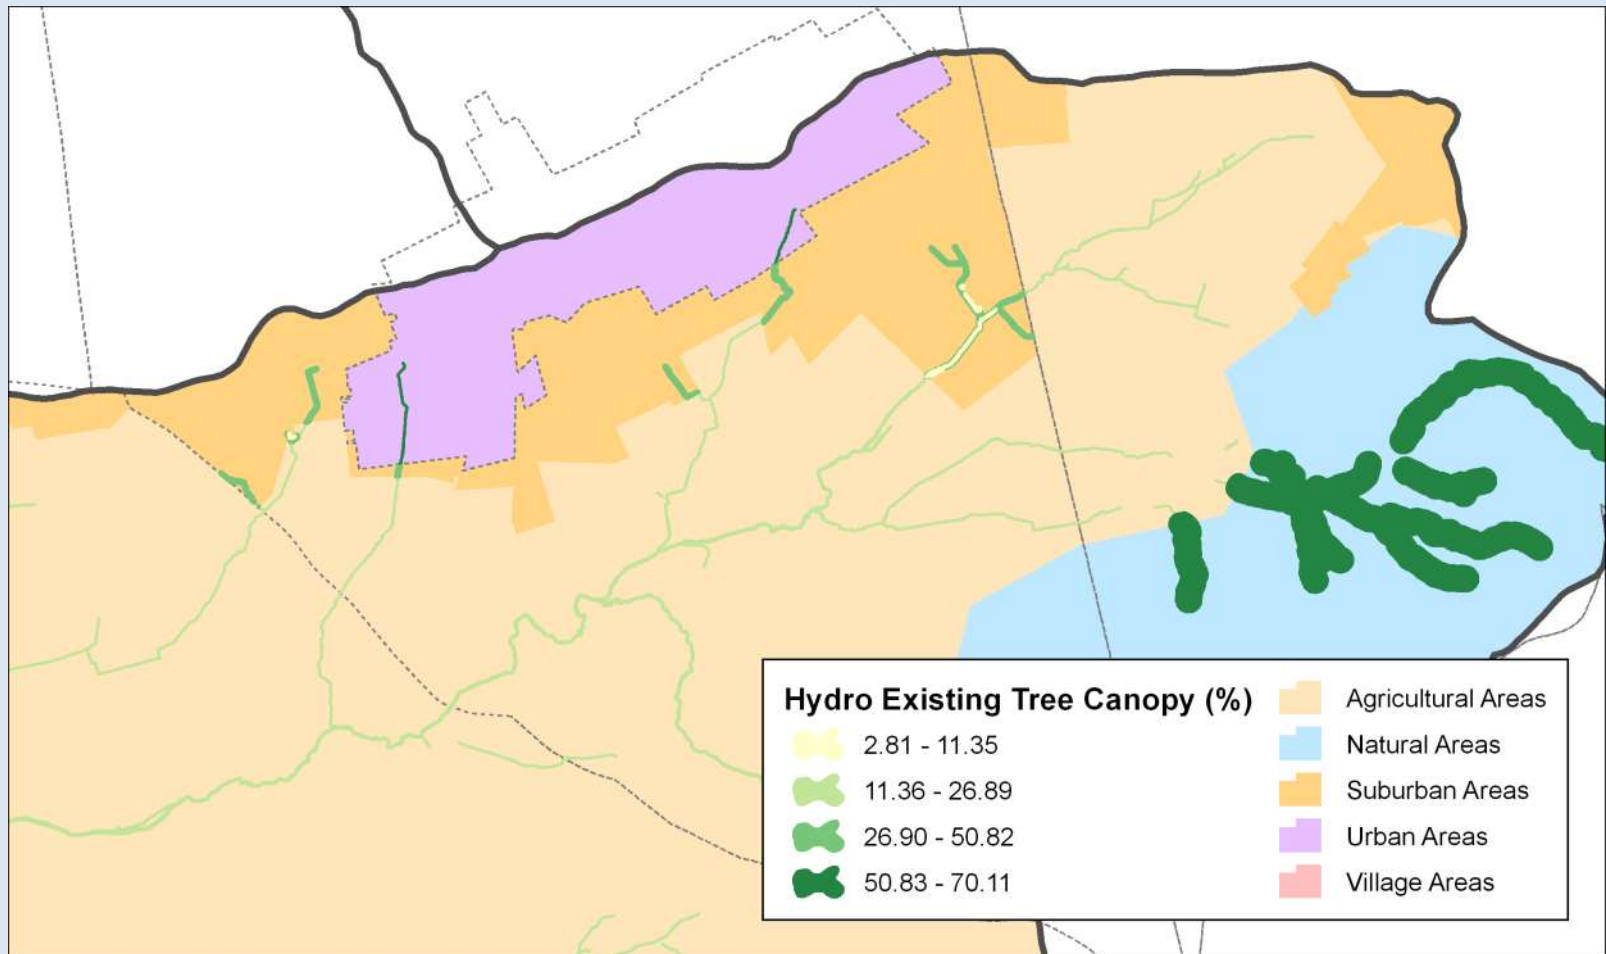 Hydro Existing Tree Canopy (%)
2.81 - 11.35
11.36 - 26.89
26.90 - 50.82
50.83 - 70.11
Agricultural Areas
Natural Areas
Suburban Areas
Urban Areas
Village Areas